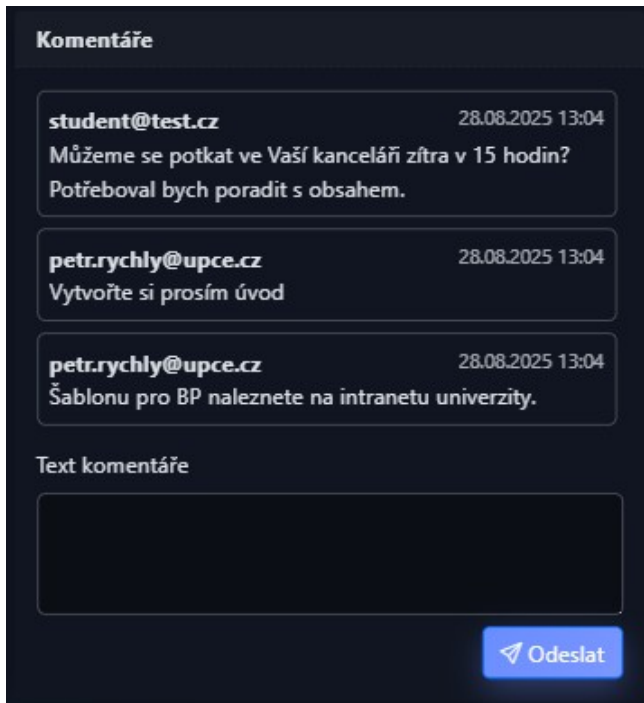 Komentáře
student@test.cz 28.08.2025 13:04
Můžeme se potkat ve Vaší kanceláři zítra v 15 hodin?
Potřeboval bych poradit s obsahem.
petr.rychly@upce.cz 28.08.2025 13:04
Vytvořte si prosím úvod
petr.rychly@upce.cz 28.08.2025 13:04
Šablonu pro BP naleznete na intranetu univerzity.
Text komentáře
Odeslat